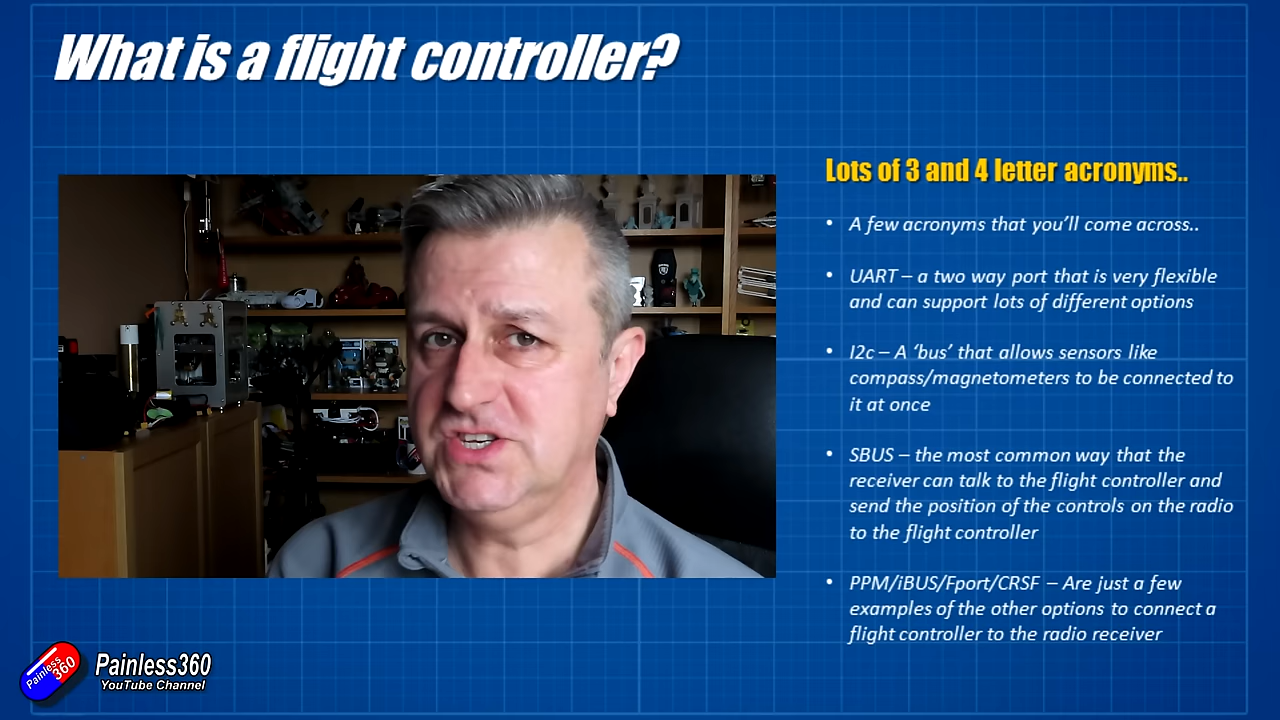 What is a flight controller?
Lots of 3 and 4 letter acronyms..
• A few acronyms that you'll come across..
• UART – a two way port that is very flexible
and can support lots of different options
• I2c – A 'bus' that allows sensors like
compass/magnetometers to be connected to
it at once
• SBUS – the most common way that the
receiver can talk to the flight controller and
send the position of the controls on the radio
to the flight controller
• PPM/iBUS/Fport/CRSF – Are just a few
examples of the other options to connect a
flight controller to the radio receiver
Painless
360
Painless360
YouTube Channel